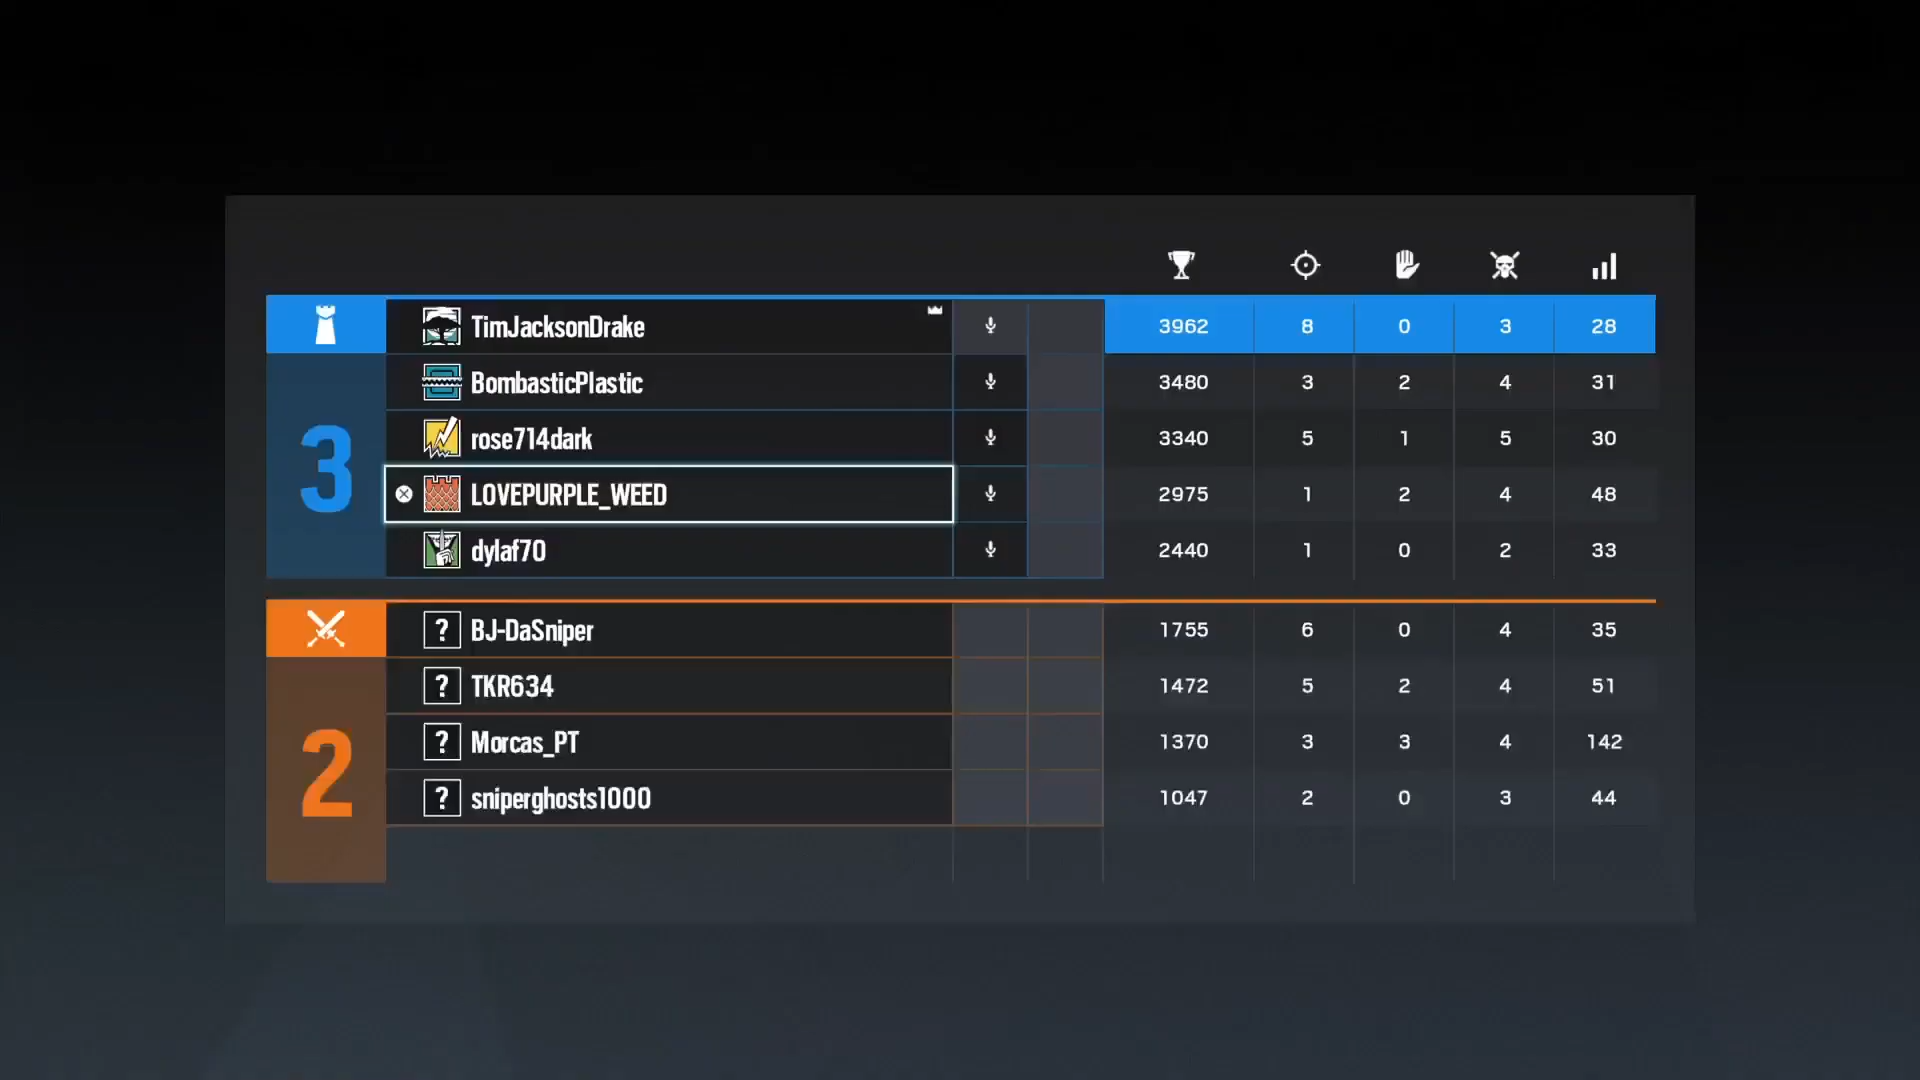 TimJacksonDrake 3962 8 0 3 28
BombasticPlastic 3480 3 2 4 31
rose714dark 3340 5 1 5 30
3
LOVEPURPLE_WEED 2975 1 2 4 48
dylaf70 2440 1 0 2 33
? BJ-DaSniper 1755 6 0 4 35
? TKR634 1472 5 2 4 51
? Morcas_PT 1370 3 3 4 142
2
? sniperghosts1000 1047 2 0 3 44